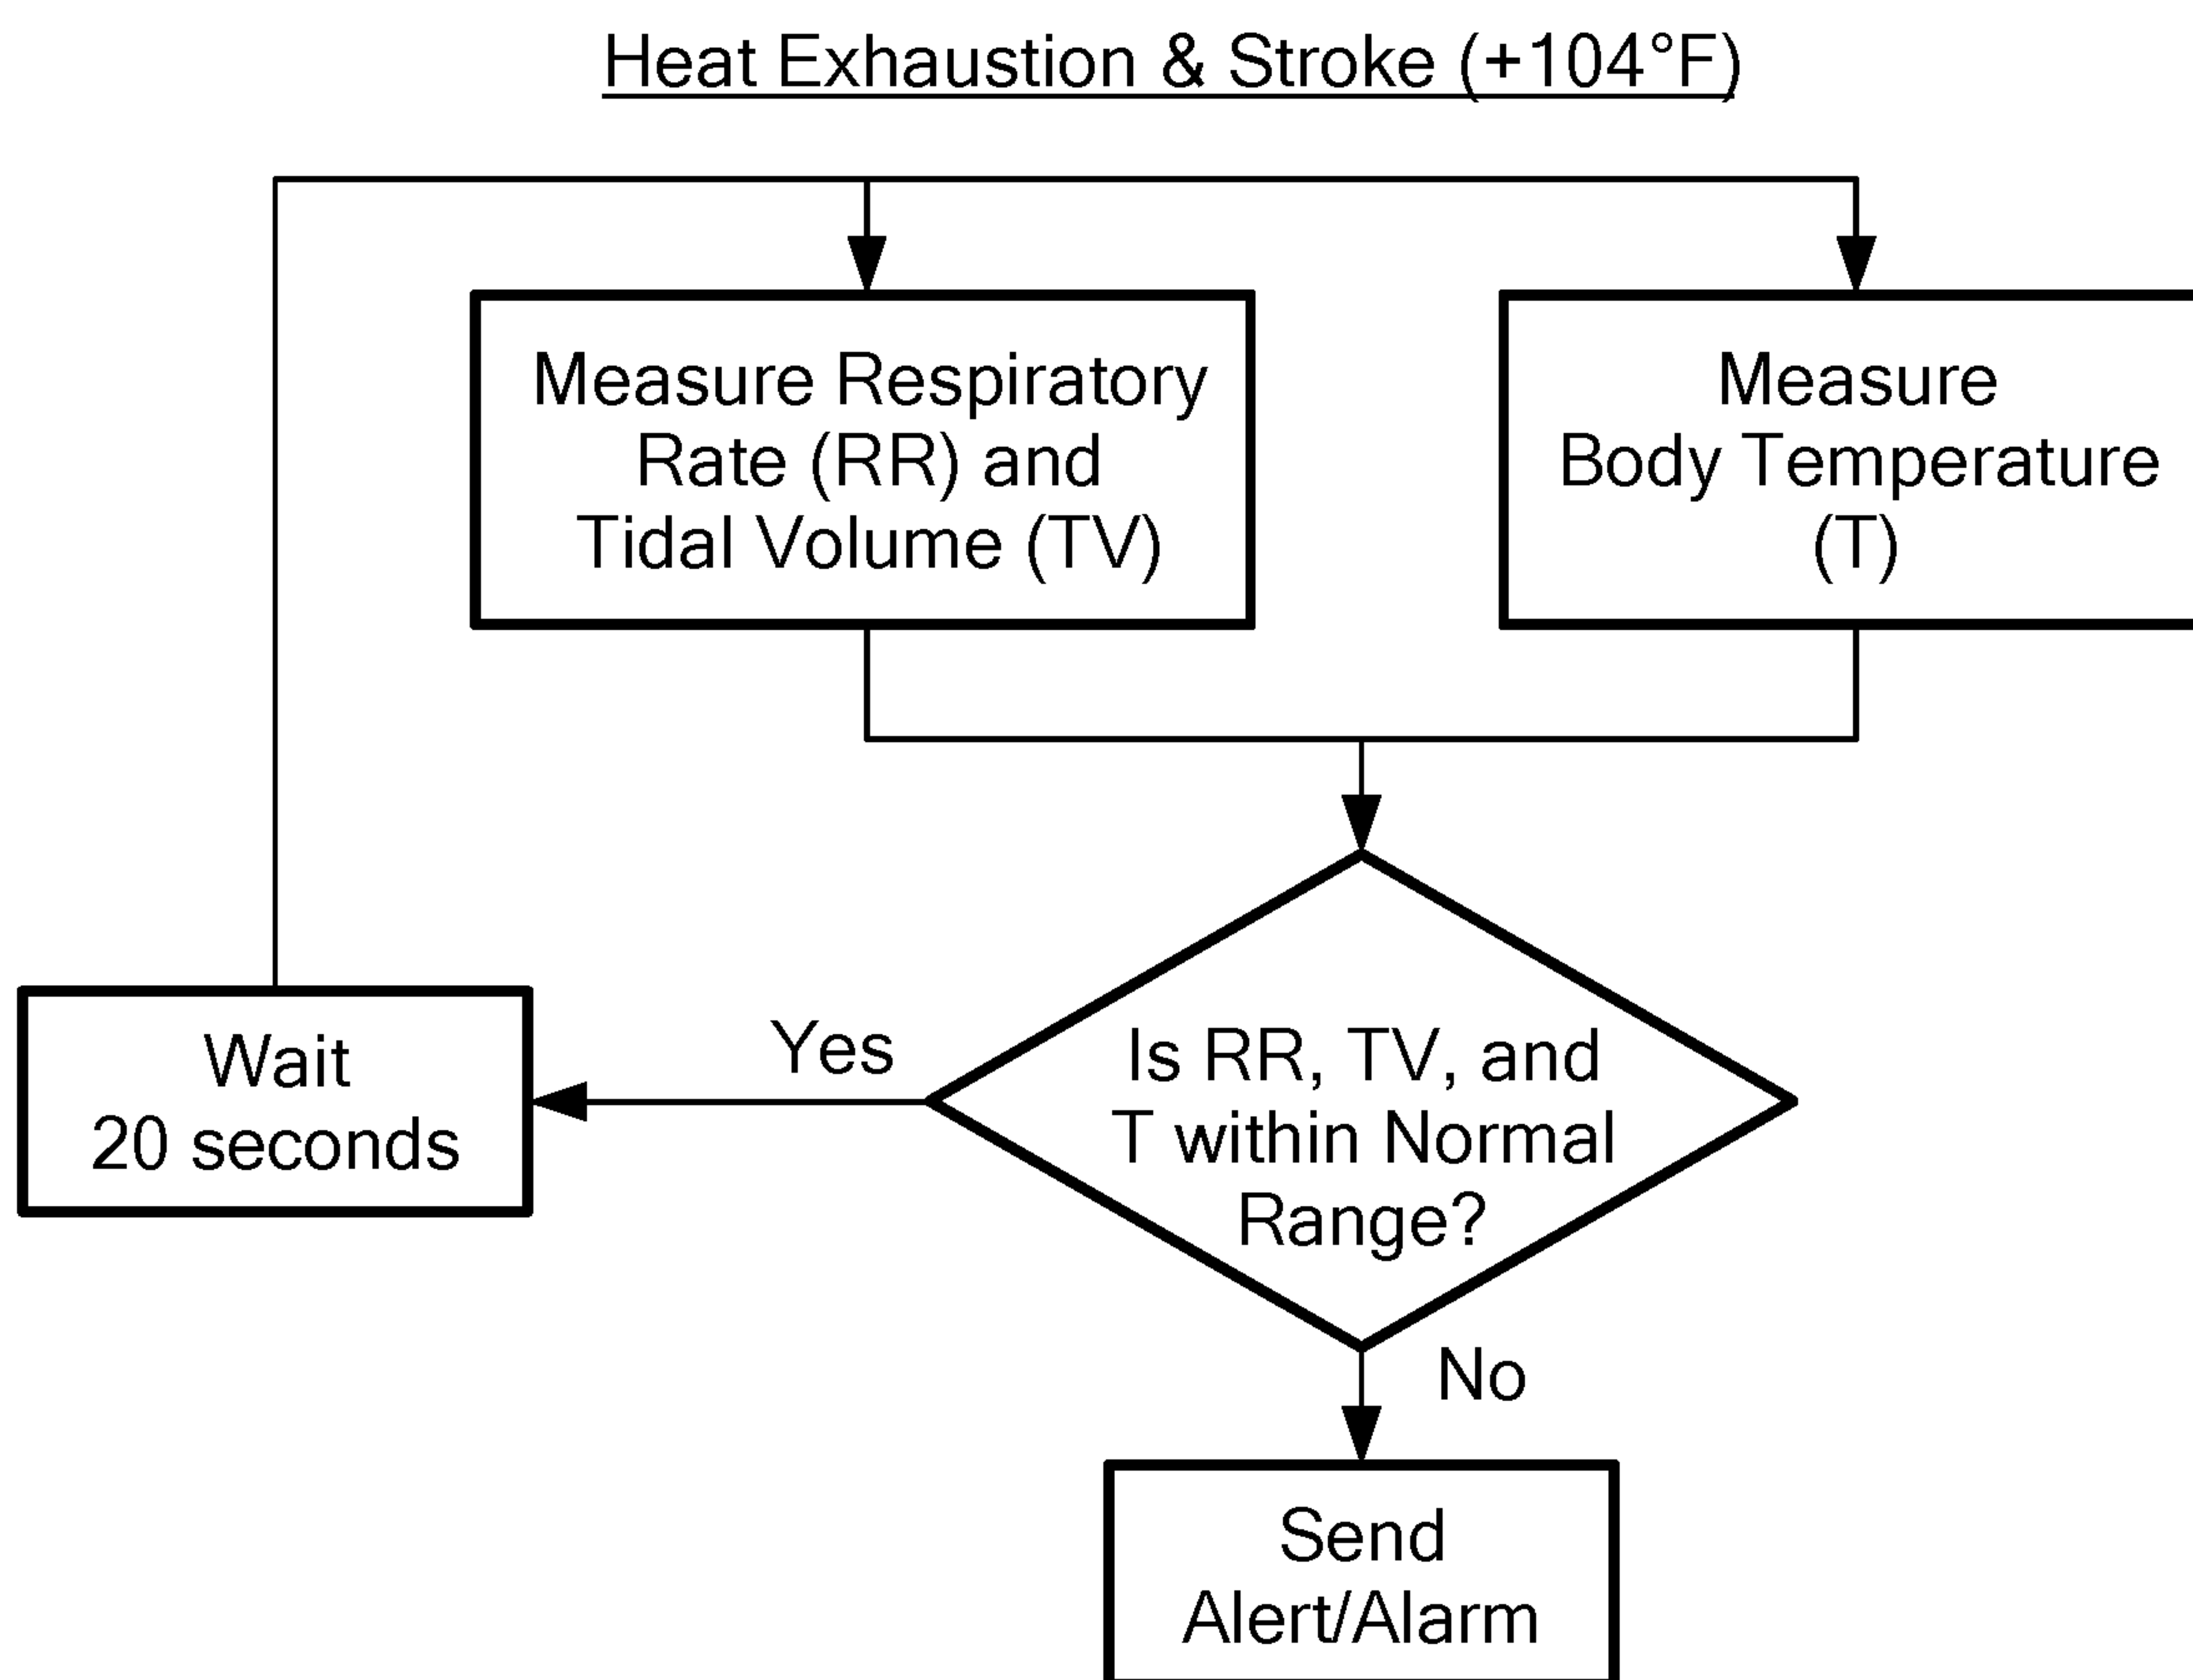 Heat Exhaustion & Stroke (+104°F)
Measure Respiratory
Rate (RR) and
Tidal Volume (TV)
Measure
Body Temperature
(T)
Is RR, TV, and
T within Normal
Range?
Yes
Wait
20 seconds
No
Send
Alert/Alarm